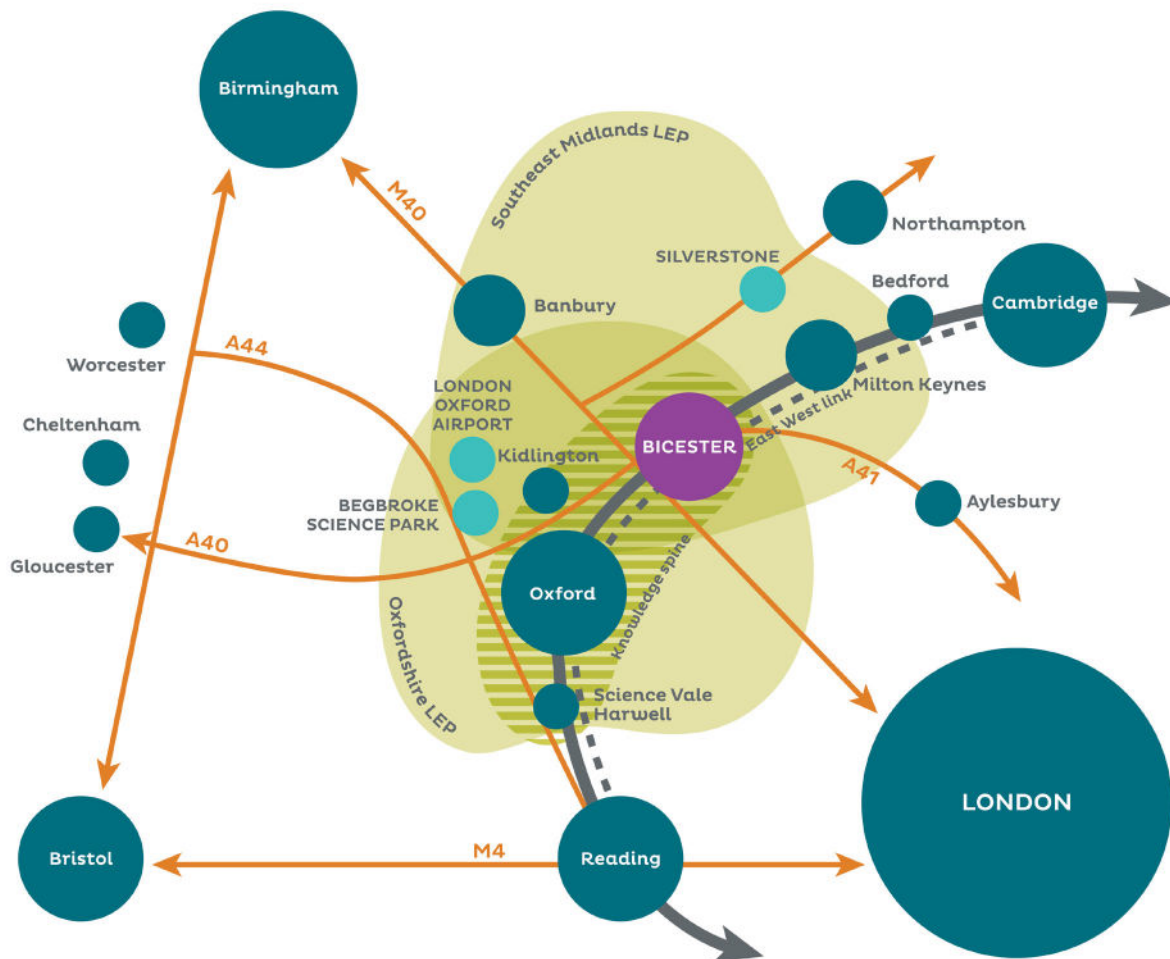 Birmingham
Southeast Midlands LEP
M40
Northampton
SILVERSTONE
Bedford
Cambridge
Banbury
Worcester
A44
LONDON
OXFORD
AIRPORT
Milton Keynes
East West link
Cheltenham
Kidlington
BICESTER
A41
BEGBROKE
SCIENCE PARK
Aylesbury
A40
Gloucester
Oxford
Knowledge spine
Oxfordshire LEP
Science Vale
Harwell
LONDON
M4
Bristol
Reading